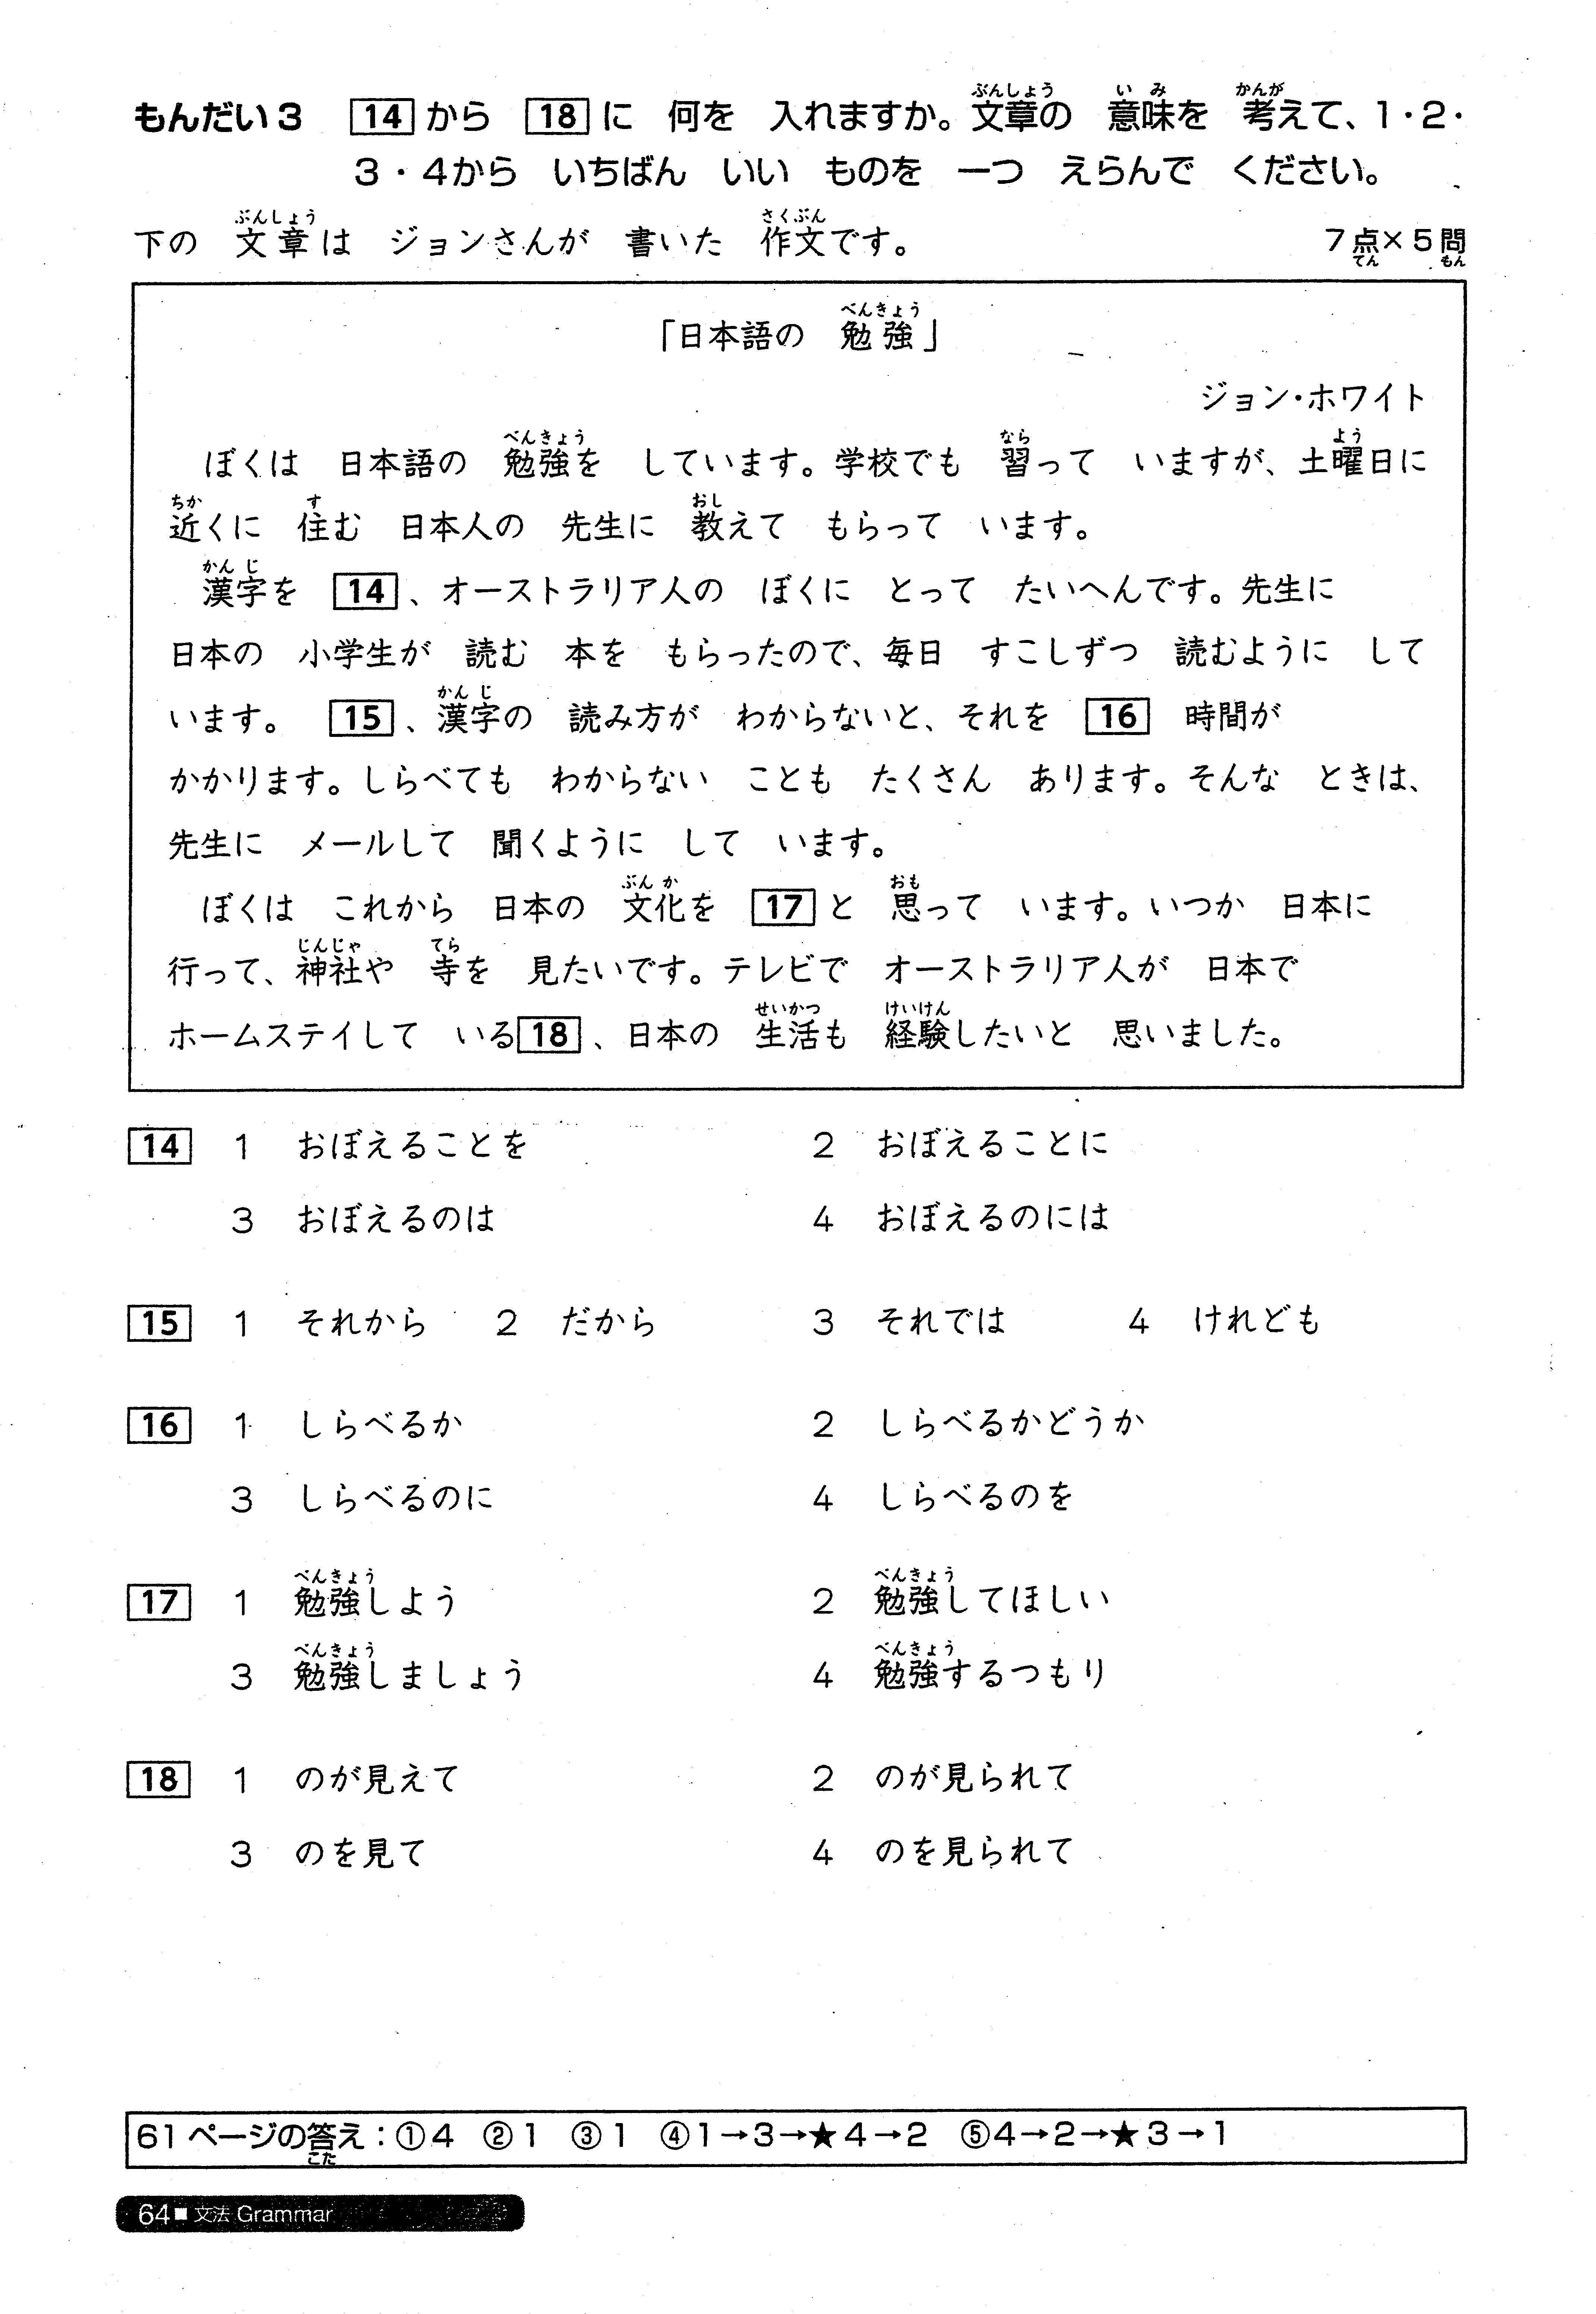 もんだい3　14から　18に　何を　入れますか。文章の　意味を　考えて、1・2・
3・4から　いちばん　いい　ものを　一つ　えらんで　ください。
下の　文章は　ジョンさんが　書いた　作文です。　7点×5問
「日本語の　勉強」
ジョン・ホワイト
ぼくは　日本語の　勉強を　しています。学校でも　習って　いますが、土曜日に
近くに　住む　日本人の　先生に　教えて　もらって　います。
漢字を　14、オーストラリア人の　ぼくに　とって　たいへんです。先生に
日本の　小学生が　読む　本を　もらったので、毎日　すこしずつ　読むように　して
います。　15、漢字の　読み方が　わからないと、それを　16　時間が
かかります。しらべても　わからない　ことも　たくさん　あります。そんな　ときは、
先生に　メールして　聞くように　して　います。
ぼくは　これから　日本の　文化を　17と　思って　います。いつか　日本に
行って、神社や　寺を　見たいです。テレビで　オーストラリア人が　日本で
ホームステイして　いる18、日本の　生活も　経験したいと　思いました。
14　1　おぼえることを　2　おぼえることに
3　おぼえるのは　4　おぼえるのには
15　1　それから　2　だから　3　それでは　4　けれども
16　1　しらべるか　2　しらべるかどうか
3　しらべるのに　4　しらべるのを
17　1　勉強しよう　2　勉強してほしい
3　勉強しましょう　4　勉強するつもり
18　1　のが見えて　2　のが見られて
3　のを見て　4　のを見られて
61ページの答え：①4　②1　③1　④1→3→★4→2　⑤4→2→★3→1
64■文法 Grammar